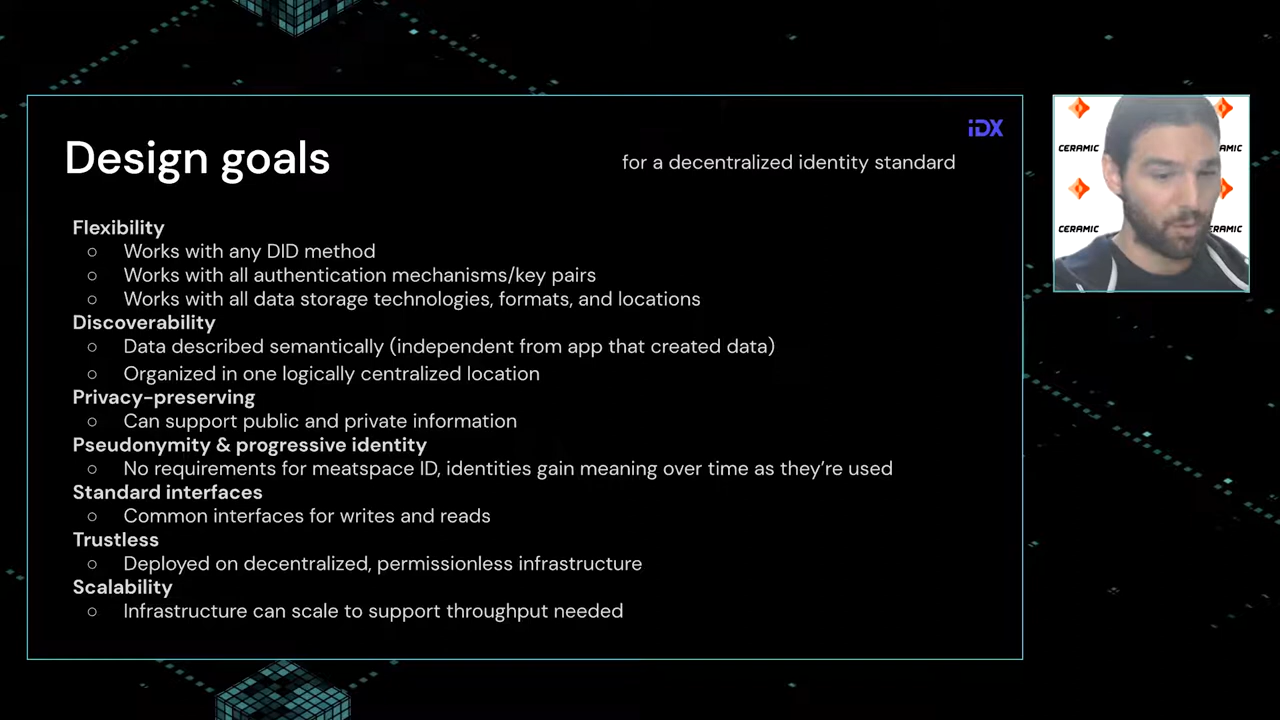 iDX
Design goals
for a decentralized identity standard
Flexibility
○ Works with any DID method
○ Works with all authentication mechanisms/key pairs
○ Works with all data storage technologies, formats, and locations
Discoverability
○ Data described semantically (independent from app that created data)
○ Organized in one logically centralized location
Privacy-preserving
○ Can support public and private information
Pseudonymity & progressive identity
○ No requirements for meatspace ID, identities gain meaning over time as they’re used
Standard interfaces
○ Common interfaces for writes and reads
Trustless
○ Deployed on decentralized, permissionless infrastructure
Scalability
○ Infrastructure can scale to support throughput needed
CERAMIC
CERAMIC